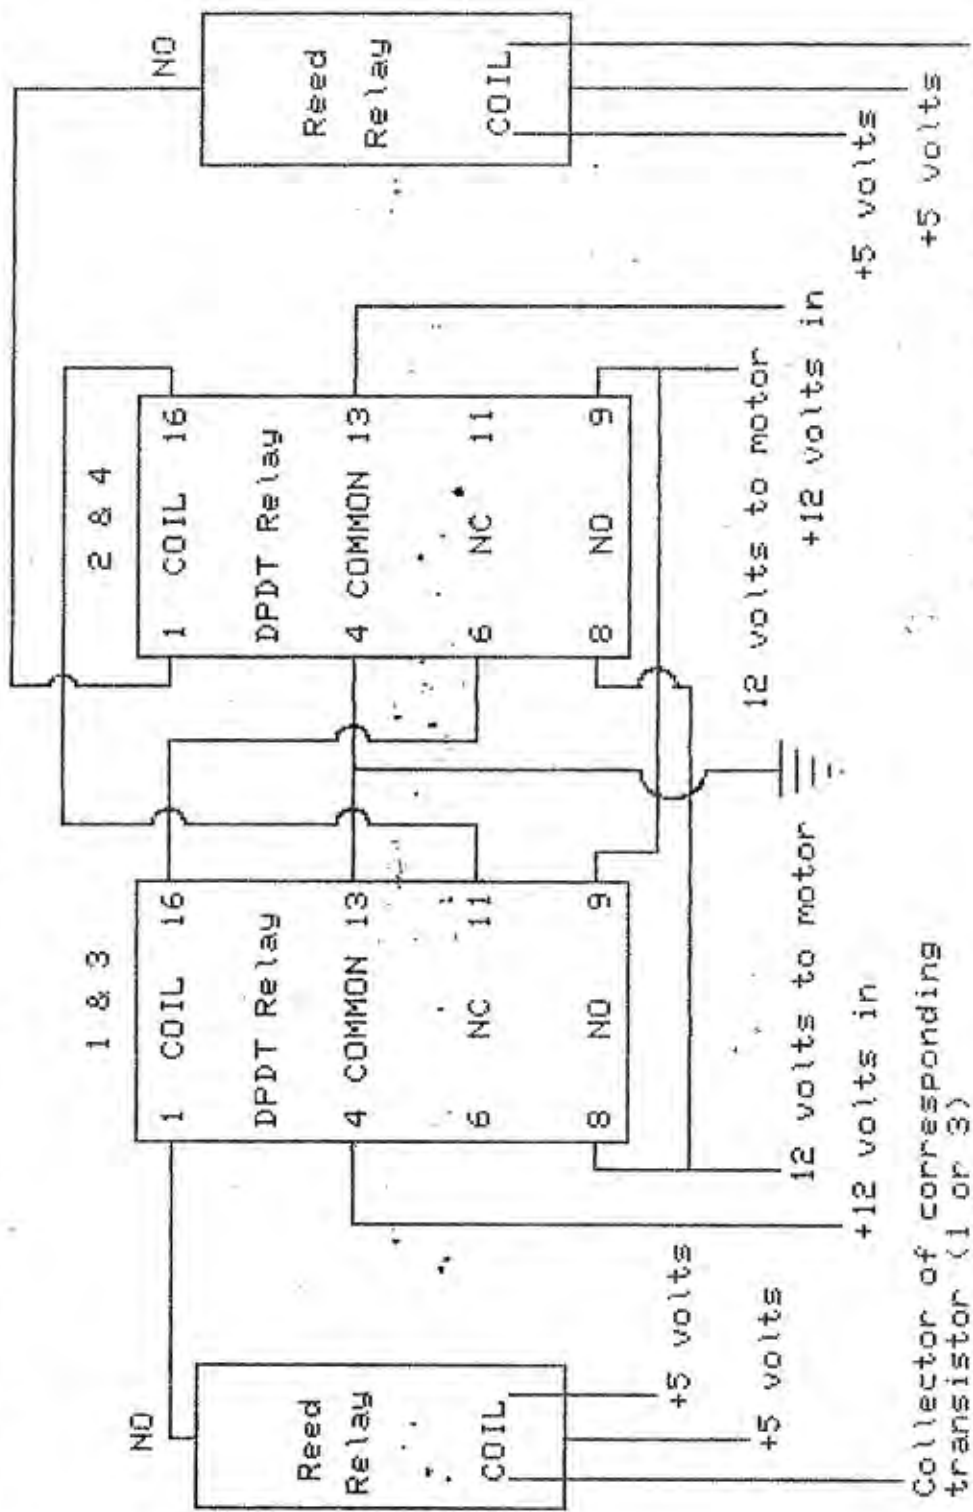 NO
Reed
Relay
COIL
+5 volts
+5 volts
Collector of corresponding
transistor (1 or 3)
1 & 3
1 COIL 16
DPDT Relay
4 COMMON 13
6 NC 11
8 NO 9
12 volts to motor
+12 volts in
2 & 4
1 COIL 16
DPDT Relay
4 COMMON 13
6 NC 11
8 NO 9
12 volts to motor
+12 volts in
NO
Reed
Relay
COIL
+5 volts
+5 volts